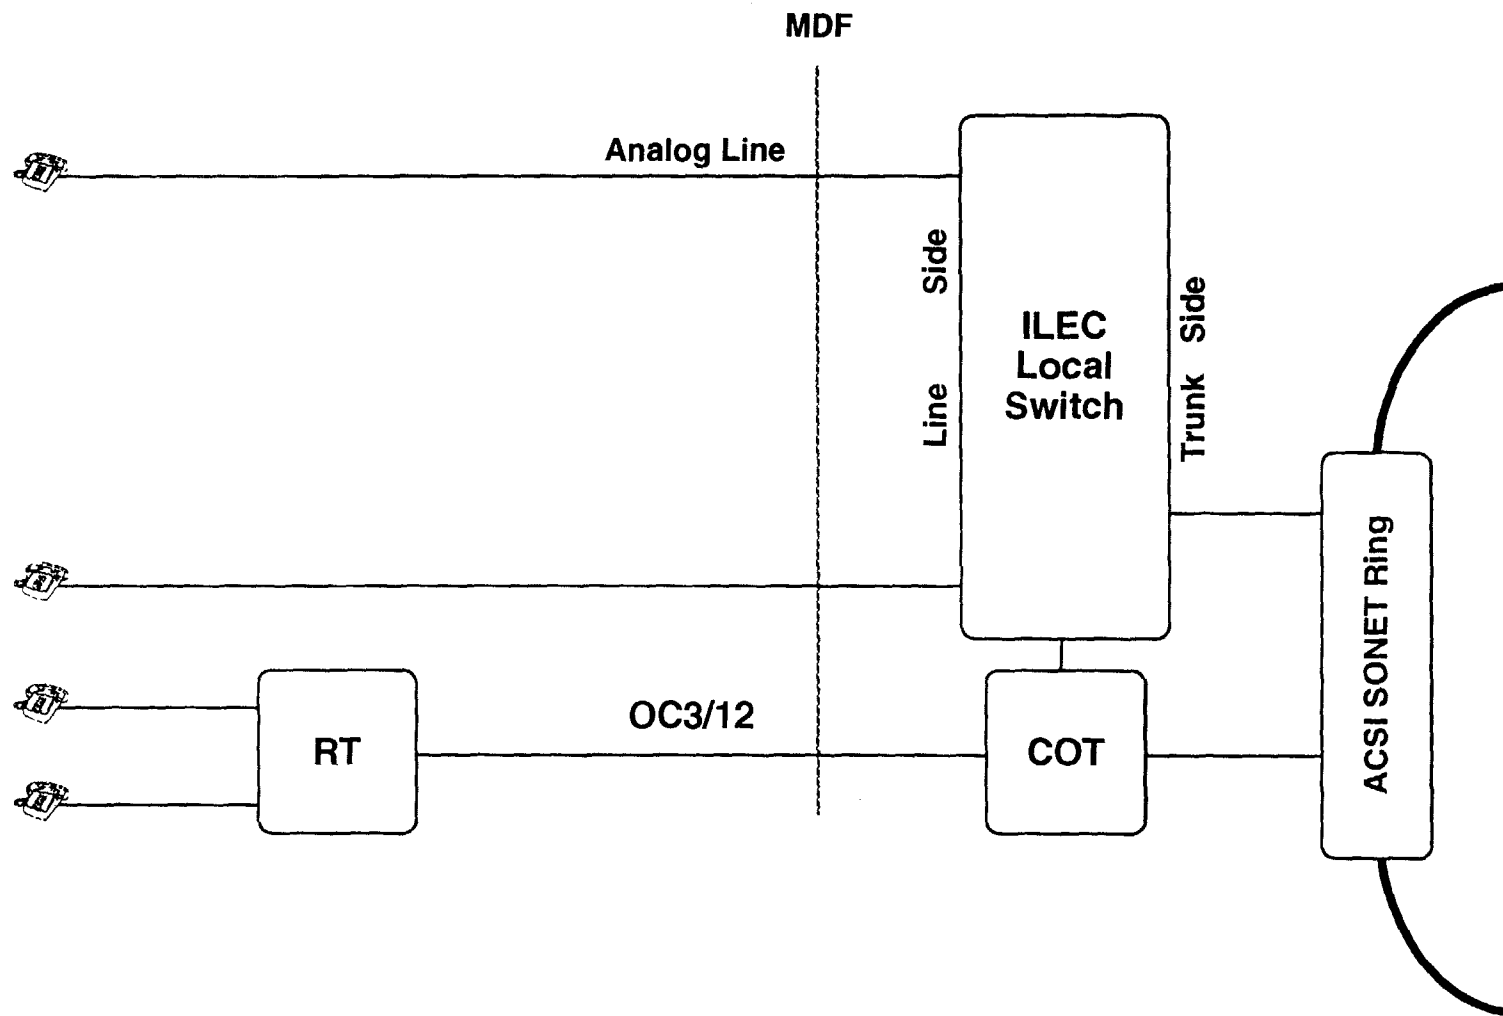 MDF
Analog Line
Line Side
ILEC
Local
Switch
Trunk Side
ACSI SONET Ring
RT
OC3/12
COT